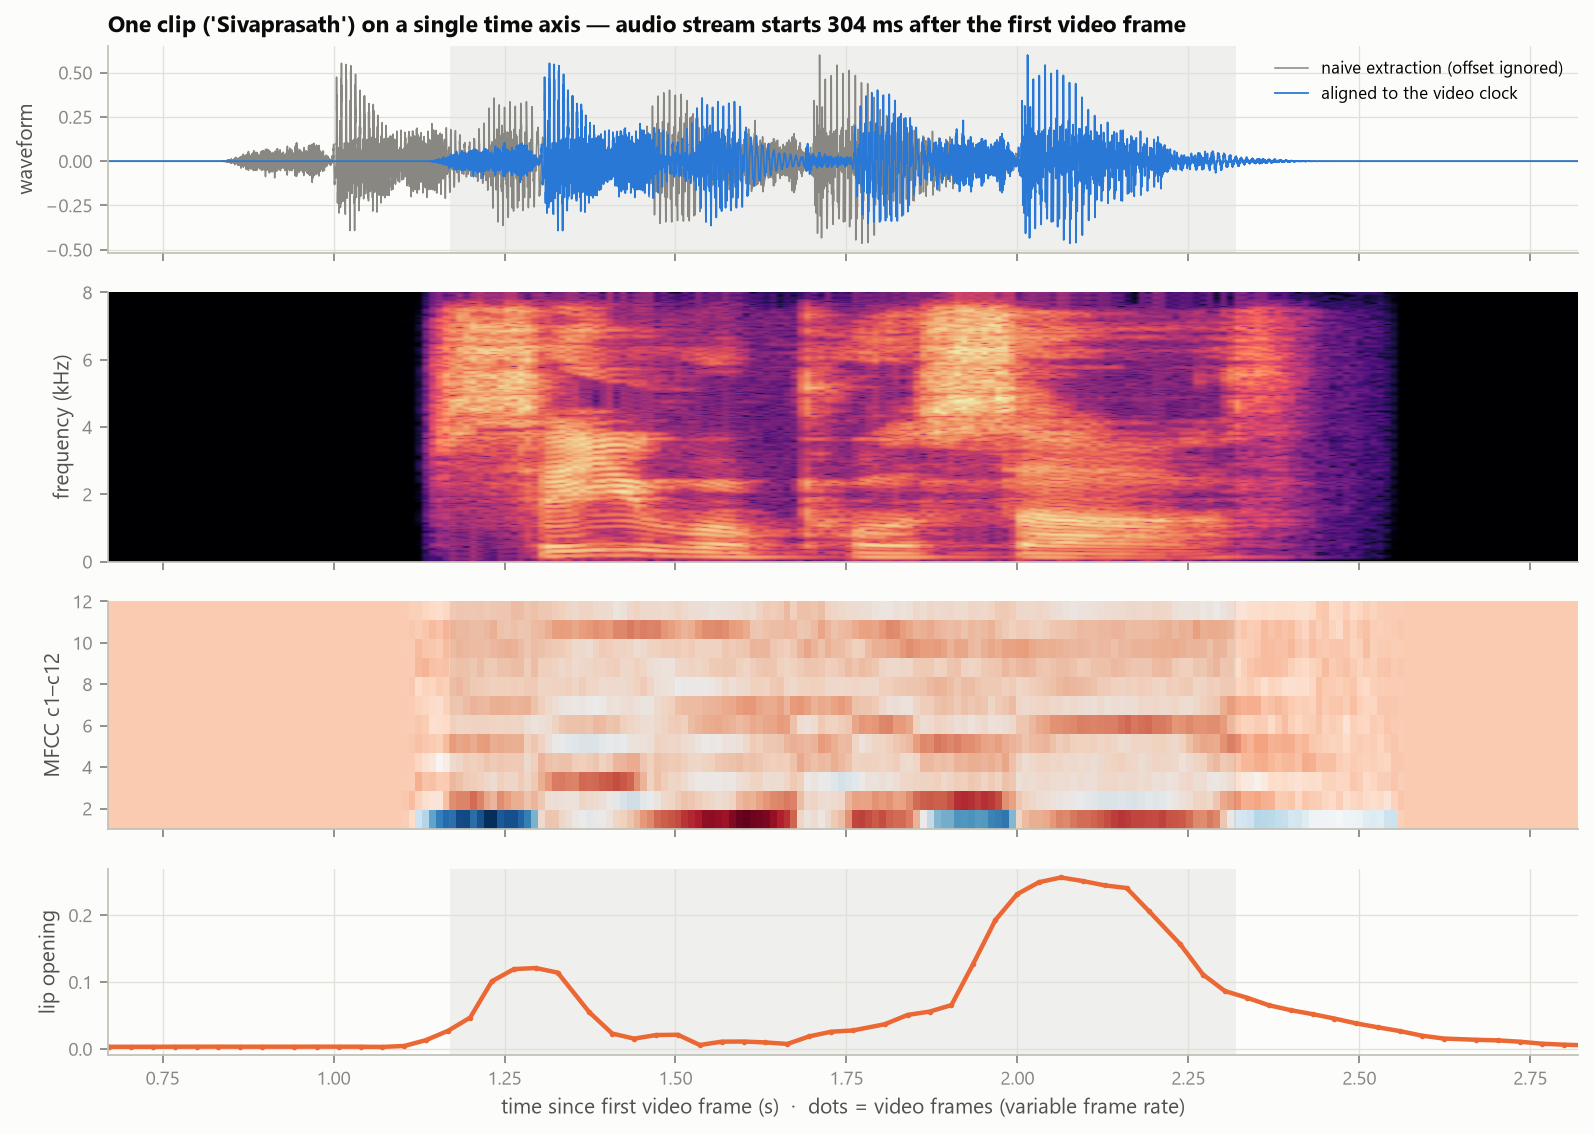 One clip ('Sivaprasath') on a single time axis — audio stream starts 304 ms after the first video frame
waveform
0.50
0.25
0.00
−0.25
−0.50
naive extraction (offset ignored)
aligned to the video clock
frequency (kHz)
8
6
4
2
0
MFCC c1–c12
12
10
8
6
4
2
lip opening
0.2
0.1
0.0
0.75 1.00 1.25 1.50 1.75 2.00 2.25 2.50 2.75
time since first video frame (s) · dots = video frames (variable frame rate)